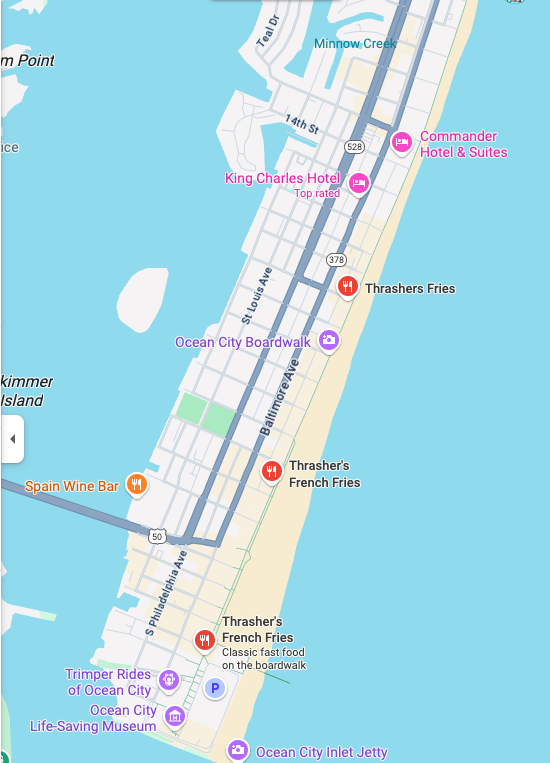 Teal Dr
Minnow Creek
m Point
14th St
ice
528
Commander
Hotel & Suites
King Charles Hotel
Top rated
378
St Louis Ave
Thrashers Fries
Ocean City Boardwalk
kimmer
Island
Baltimore Ave
Thrasher's
French Fries
Spain Wine Bar
50
S Philadelphia Ave
Thrasher's
French Fries
Classic fast food
on the boardwalk
Trimper Rides
of Ocean City
P
Ocean City
Life-Saving Museum
Ocean City Inlet Jetty